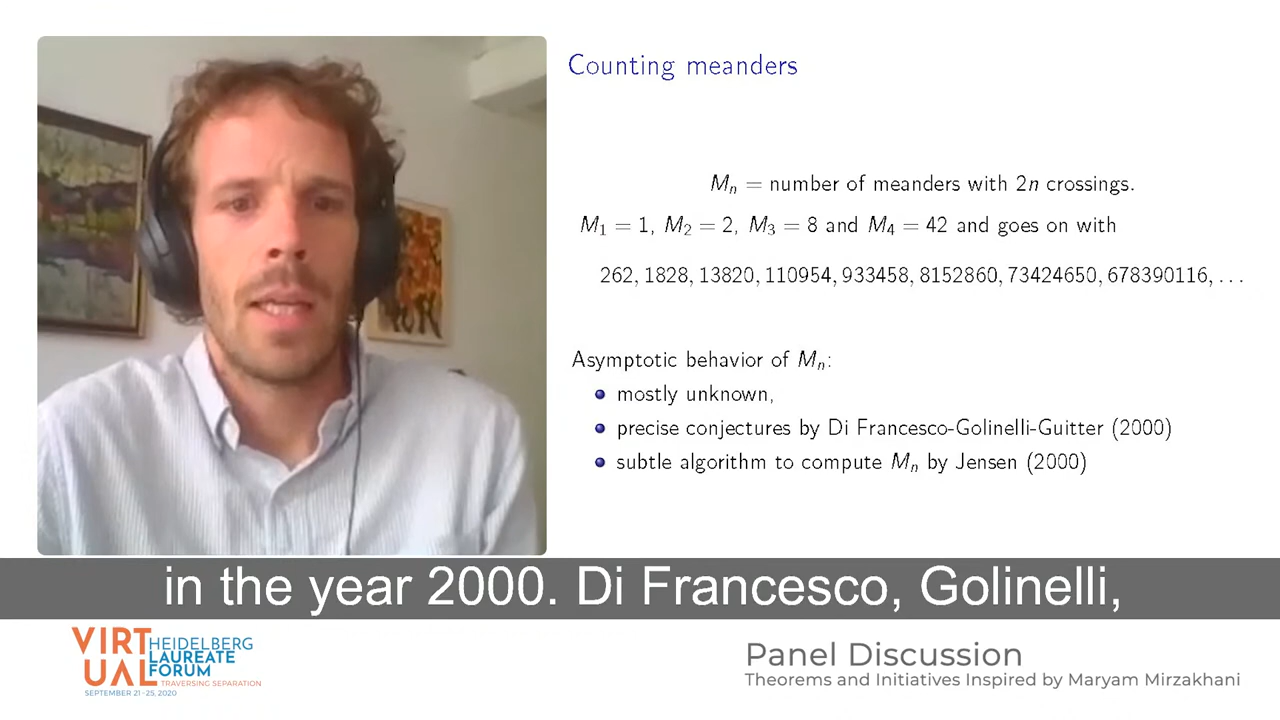 Counting meanders
Mₙ = number of meanders with 2n crossings.
M₁ = 1, M₂ = 2, M₃ = 8 and M₄ = 42 and goes on with
262, 1828, 13820, 110954, 933458, 8152860, 73424650, 678390116, ...
Asymptotic behavior of Mₙ:
mostly unknown,
precise conjectures by Di Francesco-Golinelli-Guitter (2000)
subtle algorithm to compute Mₙ by Jensen (2000)
in the year 2000. Di Francesco, Golinelli,
VIRTUAL
HEIDELBERG
LAUREATE
FORUM
TRAVERSING SEPARATION
SEPTEMBER 21-25, 2020
Panel Discussion
Theorems and Initiatives Inspired by Maryam Mirzakhani